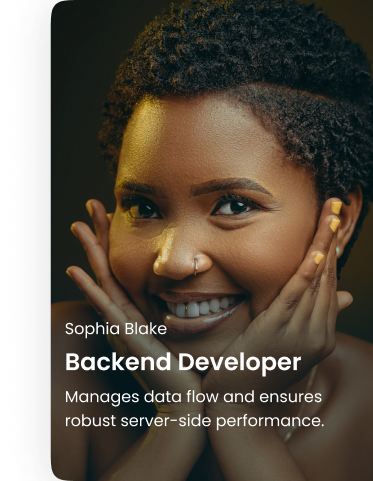 Sophia Blake
Backend Developer
Manages data flow and ensures
robust server-side performance.